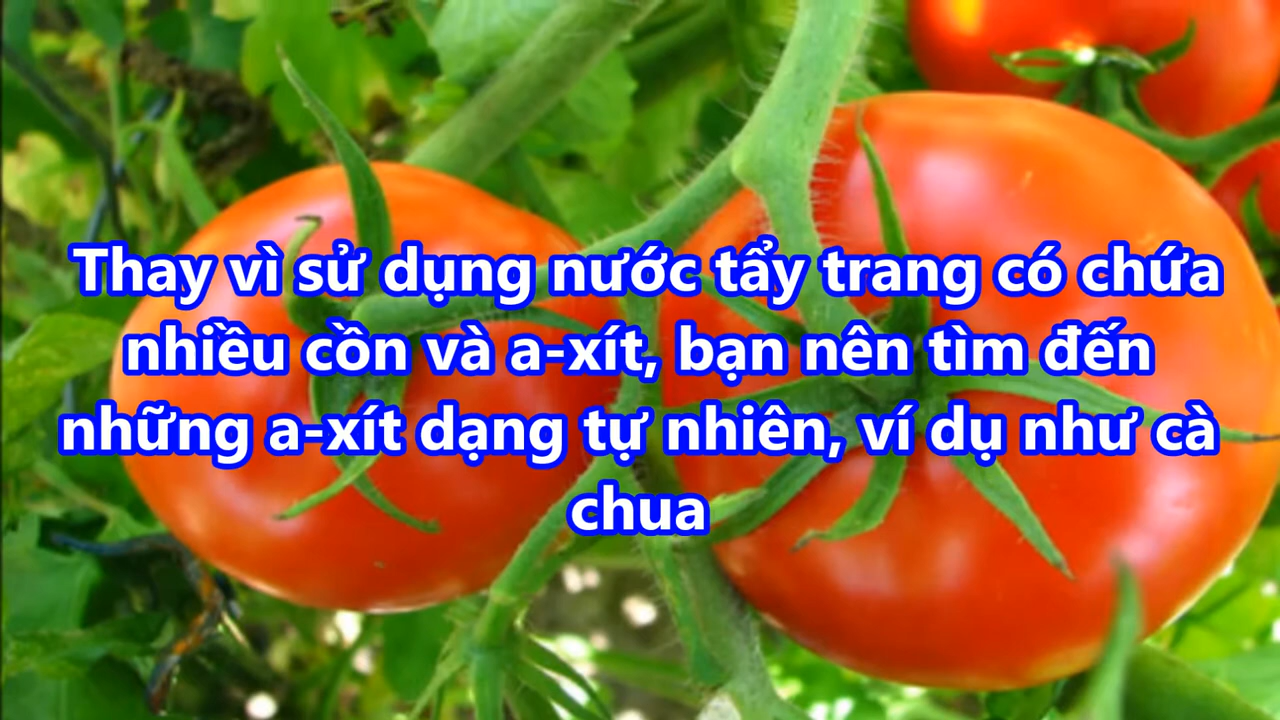 Thay vì sử dụng nước tẩy trang có chứa
nhiều cồn và a-xít, bạn nên tìm đến
những a-xít dạng tự nhiên, ví dụ như cà
chua